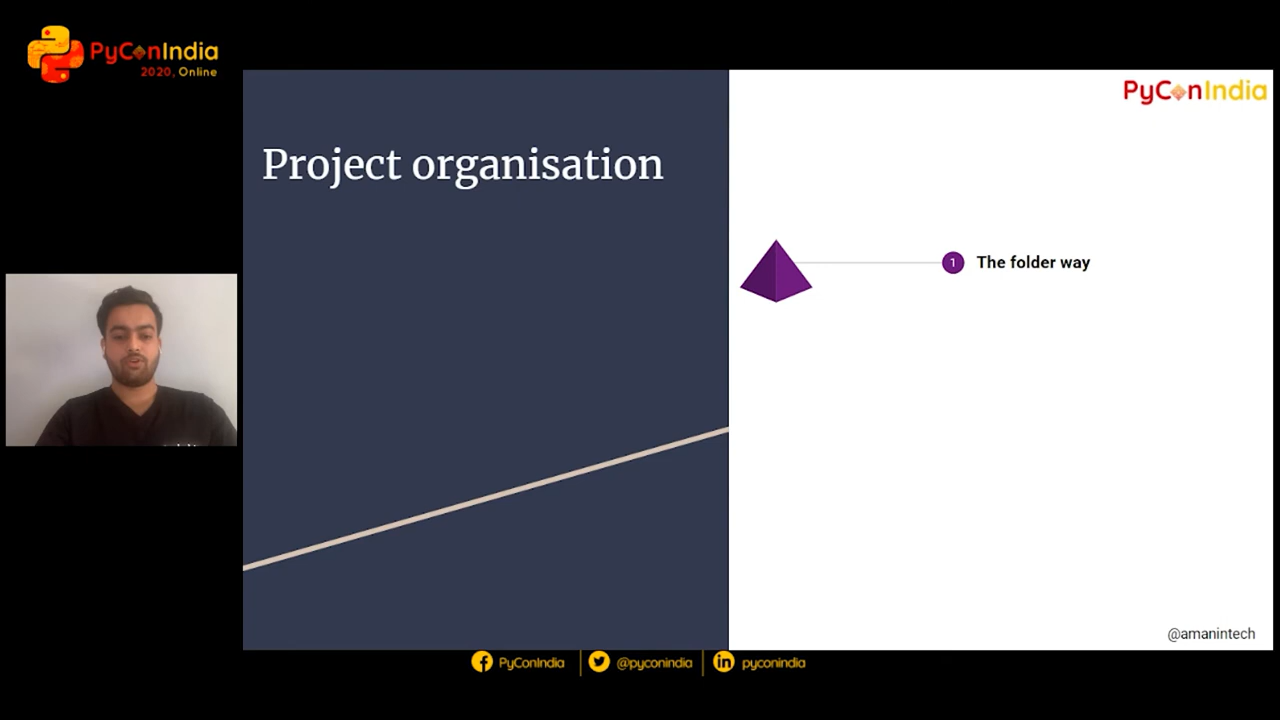 PyConIndia
2020, Online
PyConIndia
Project organisation
1 The folder way
@amanintech
PyConIndia
@pyconindia
pyconindia